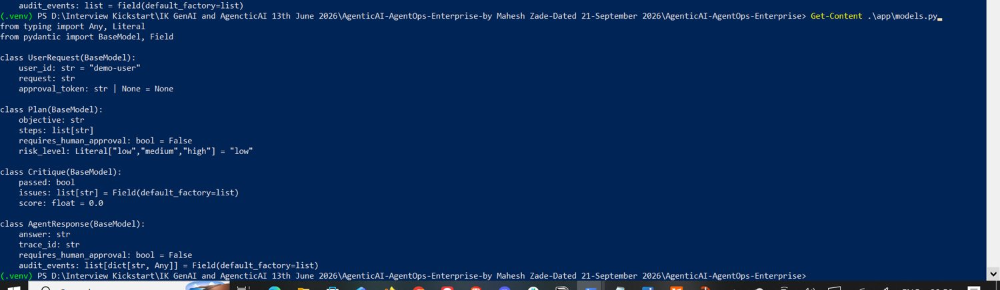 audit_events: list = field(default_factory=list)
(.venv) PS D:\Interview Kickstart\IK GenAI and AgencticAI 13th June 2026\AgenticAI-AgentOps-Enterprise-by Mahesh Zade-Dated 21-September 2026\AgenticAI-AgentOps-Enterprise> Get-Content .\app\models.py
from typing import Any, Literal
from pydantic import BaseModel, Field

class UserRequest(BaseModel):
    user_id: str = "demo-user"
    request: str
    approval_token: str | None = None

class Plan(BaseModel):
    objective: str
    steps: list[str]
    requires_human_approval: bool = False
    risk_level: Literal["low","medium","high"] = "low"

class Critique(BaseModel):
    passed: bool
    issues: list[str] = Field(default_factory=list)
    score: float = 0.0

class AgentResponse(BaseModel):
    answer: str
    trace_id: str
    requires_human_approval: bool = False
    audit_events: list[dict[str, Any]] = Field(default_factory=list)
(.venv) PS D:\Interview Kickstart\IK GenAI and AgencticAI 13th June 2026\AgenticAI-AgentOps-Enterprise-by Mahesh Zade-Dated 21-September 2026\AgenticAI-AgentOps-Enterprise>